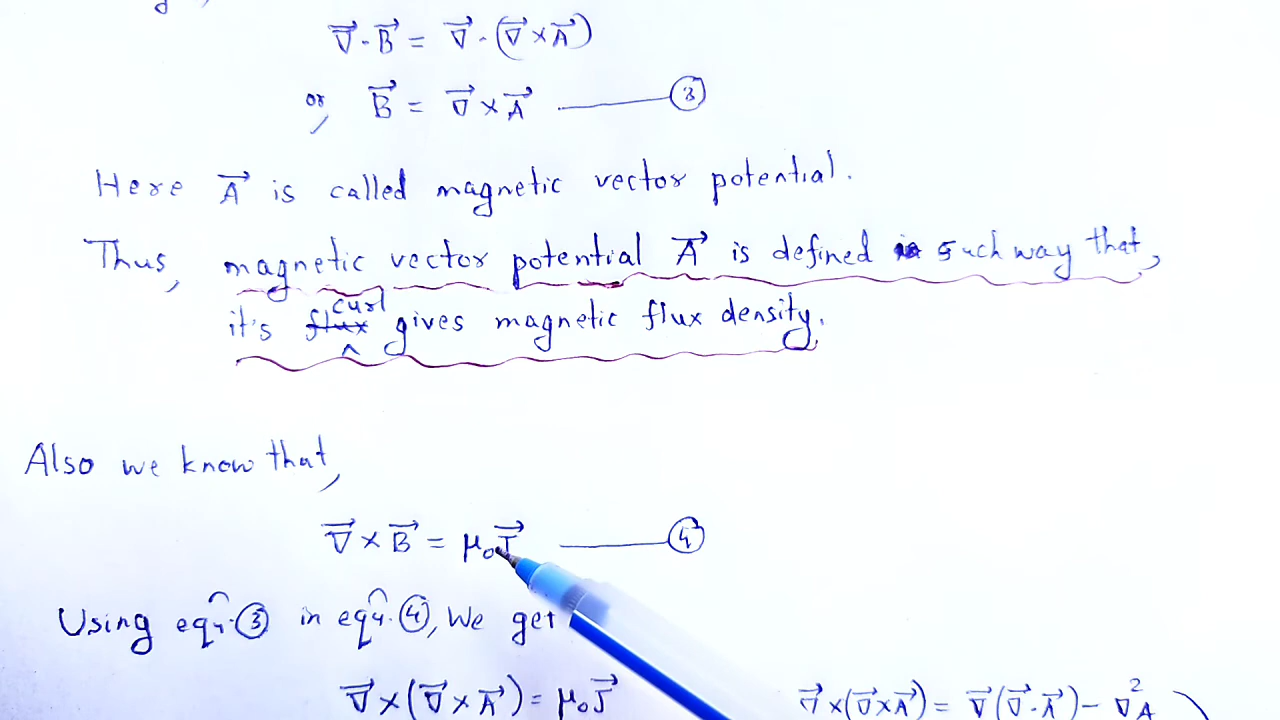 ∇⃗·B⃗ = ∇⃗·(∇⃗×A⃗)
or, B⃗ = ∇⃗×A⃗ —— ③
Here A⃗ is called magnetic vector potential.
Thus, magnetic vector potential A⃗ is defined such way that,
it's curl gives magnetic flux density.
Also we know that,
∇⃗×B⃗ = μ₀J⃗ —— ④
Using eqn. ③ in eqn. ④, We get
∇⃗×(∇⃗×A⃗) = μ₀J⃗ ∇⃗×(∇⃗×A⃗) = ∇⃗(∇⃗·A⃗) - ∇²A